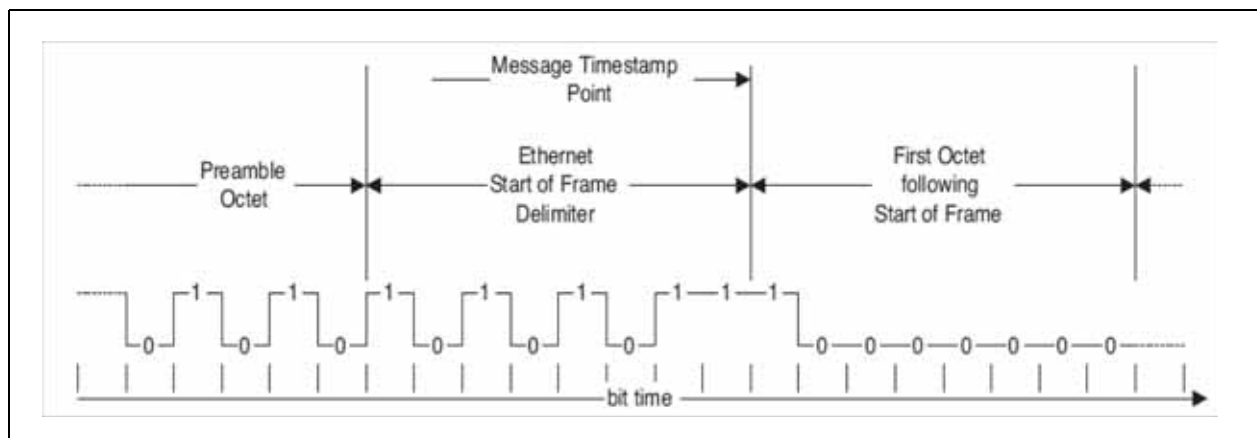 Message Timestamp
Point
Preamble
Octet
Ethernet
Start of Frame
Delimiter
First Octet
following
Start of Frame
1 1 1 1 1 1 1 1
0 0 0 0 0 0 0 0 0 0 0 0 0
bit time